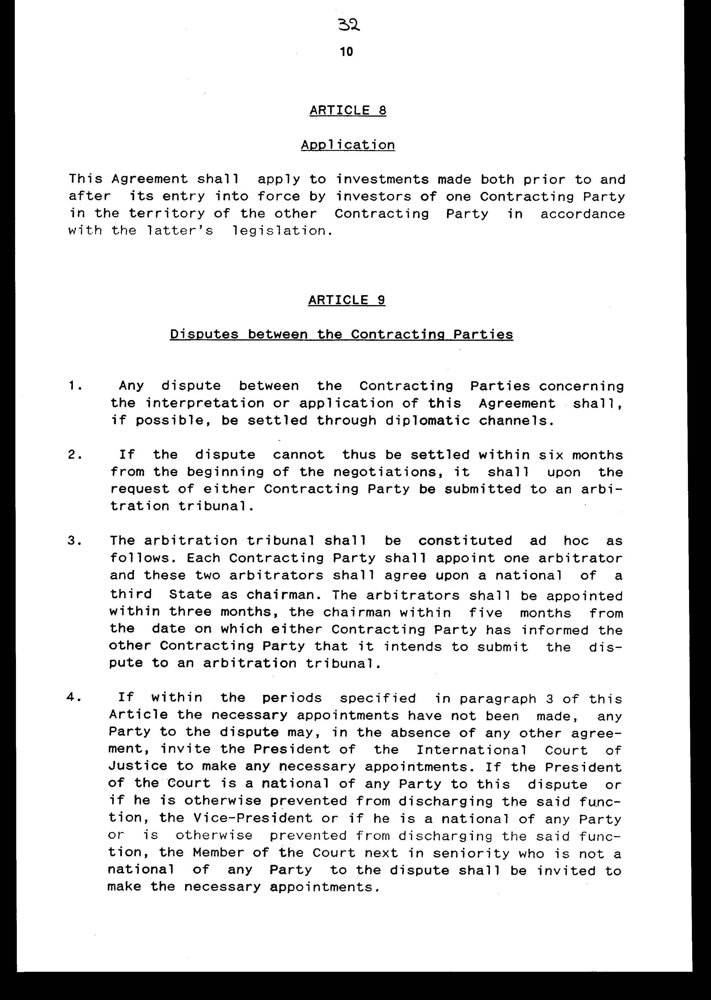 32
10
ARTICLE 8
Application
This Agreement shall apply to investments made both prior to and
after its entry into force by investors of one Contracting Party
in the territory of the other Contracting Party in accordance
with the latter's legislation.
ARTICLE 9
Disputes between the Contracting Parties
1. Any dispute between the Contracting Parties concerning
the interpretation or application of this Agreement shall,
if possible, be settled through diplomatic channels.
2. If the dispute cannot thus be settled within six months
from the beginning of the negotiations, it shall upon the
request of either Contracting Party be submitted to an arbi-
tration tribunal.
3. The arbitration tribunal shall be constituted ad hoc as
follows. Each Contracting Party shall appoint one arbitrator
and these two arbitrators shall agree upon a national of a
third State as chairman. The arbitrators shall be appointed
within three months, the chairman within five months from
the date on which either Contracting Party has informed the
other Contracting Party that it intends to submit the dis-
pute to an arbitration tribunal.
4. If within the periods specified in paragraph 3 of this
Article the necessary appointments have not been made, any
Party to the dispute may, in the absence of any other agree-
ment, invite the President of the International Court of
Justice to make any necessary appointments. If the President
of the Court is a national of any Party to this dispute or
if he is otherwise prevented from discharging the said func-
tion, the Vice-President or if he is a national of any Party
or is otherwise prevented from discharging the said func-
tion, the Member of the Court next in seniority who is not a
national of any Party to the dispute shall be invited to
make the necessary appointments.